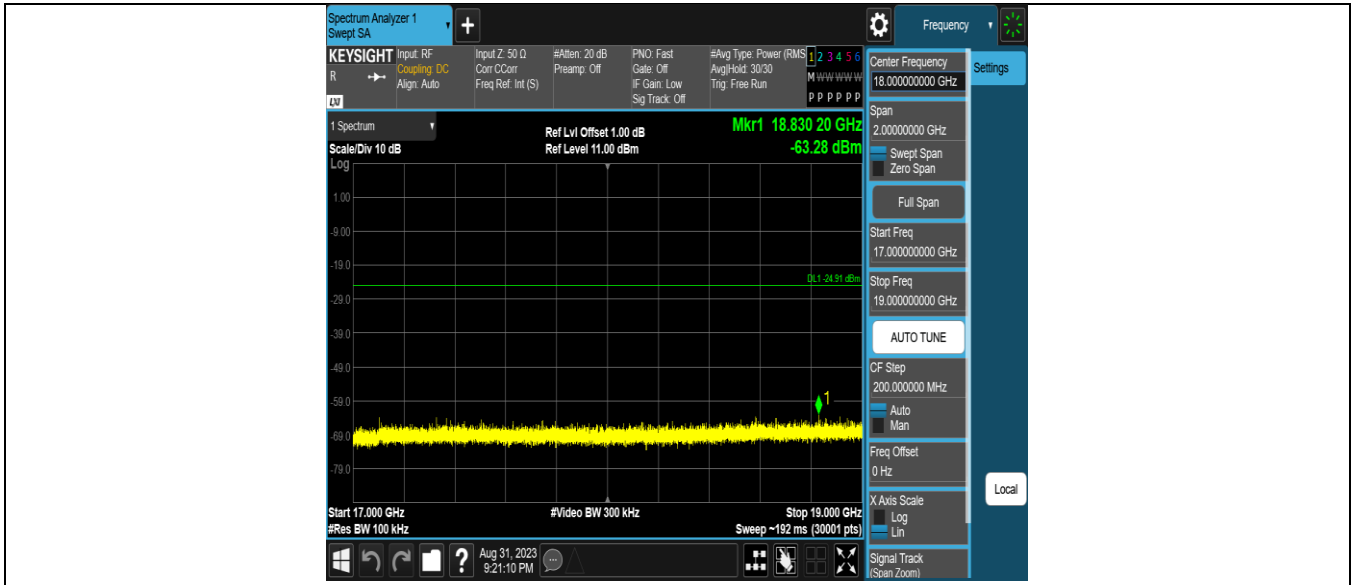 Spectrum Analyzer 1
Swept SA
Frequency
KEYSIGHT
R
LXI
Input: RF
Coupling: DC
Align: Auto
Input Z: 50 Ω
Corr CCorr
Freq Ref: Int (S)
#Atten: 20 dB
Preamp: Off
PNO: Fast
Gate: Off
IF Gain: Low
Sig Track: Off
#Avg Type: Power (RMS
Avg|Hold: 30/30
Trig: Free Run
1 2 3 4 5 6
M W W W W W
P P P P P P
1 Spectrum
Scale/Div 10 dB
Log
Ref Lvl Offset 1.00 dB
Ref Level 11.00 dBm
Mkr1 18.830 20 GHz
-63.28 dBm
1.00
-9.00
-19.0
DL1 -24.91 dBm
-29.0
-39.0
-49.0
-59.0
1
-69.0
-79.0
Start 17.000 GHz
#Video BW 300 kHz
Stop 19.000 GHz
#Res BW 100 kHz
Sweep ~192 ms (30001 pts)
Aug 31, 2023
9:21:10 PM
Center Frequency
18.000000000 GHz
Settings
Span
2.00000000 GHz
Swept Span
Zero Span
Full Span
Start Freq
17.000000000 GHz
Stop Freq
19.000000000 GHz
AUTO TUNE
CF Step
200.000000 MHz
Auto
Man
Freq Offset
0 Hz
X Axis Scale
Log
Lin
Local
Signal Track
(Span Zoom)